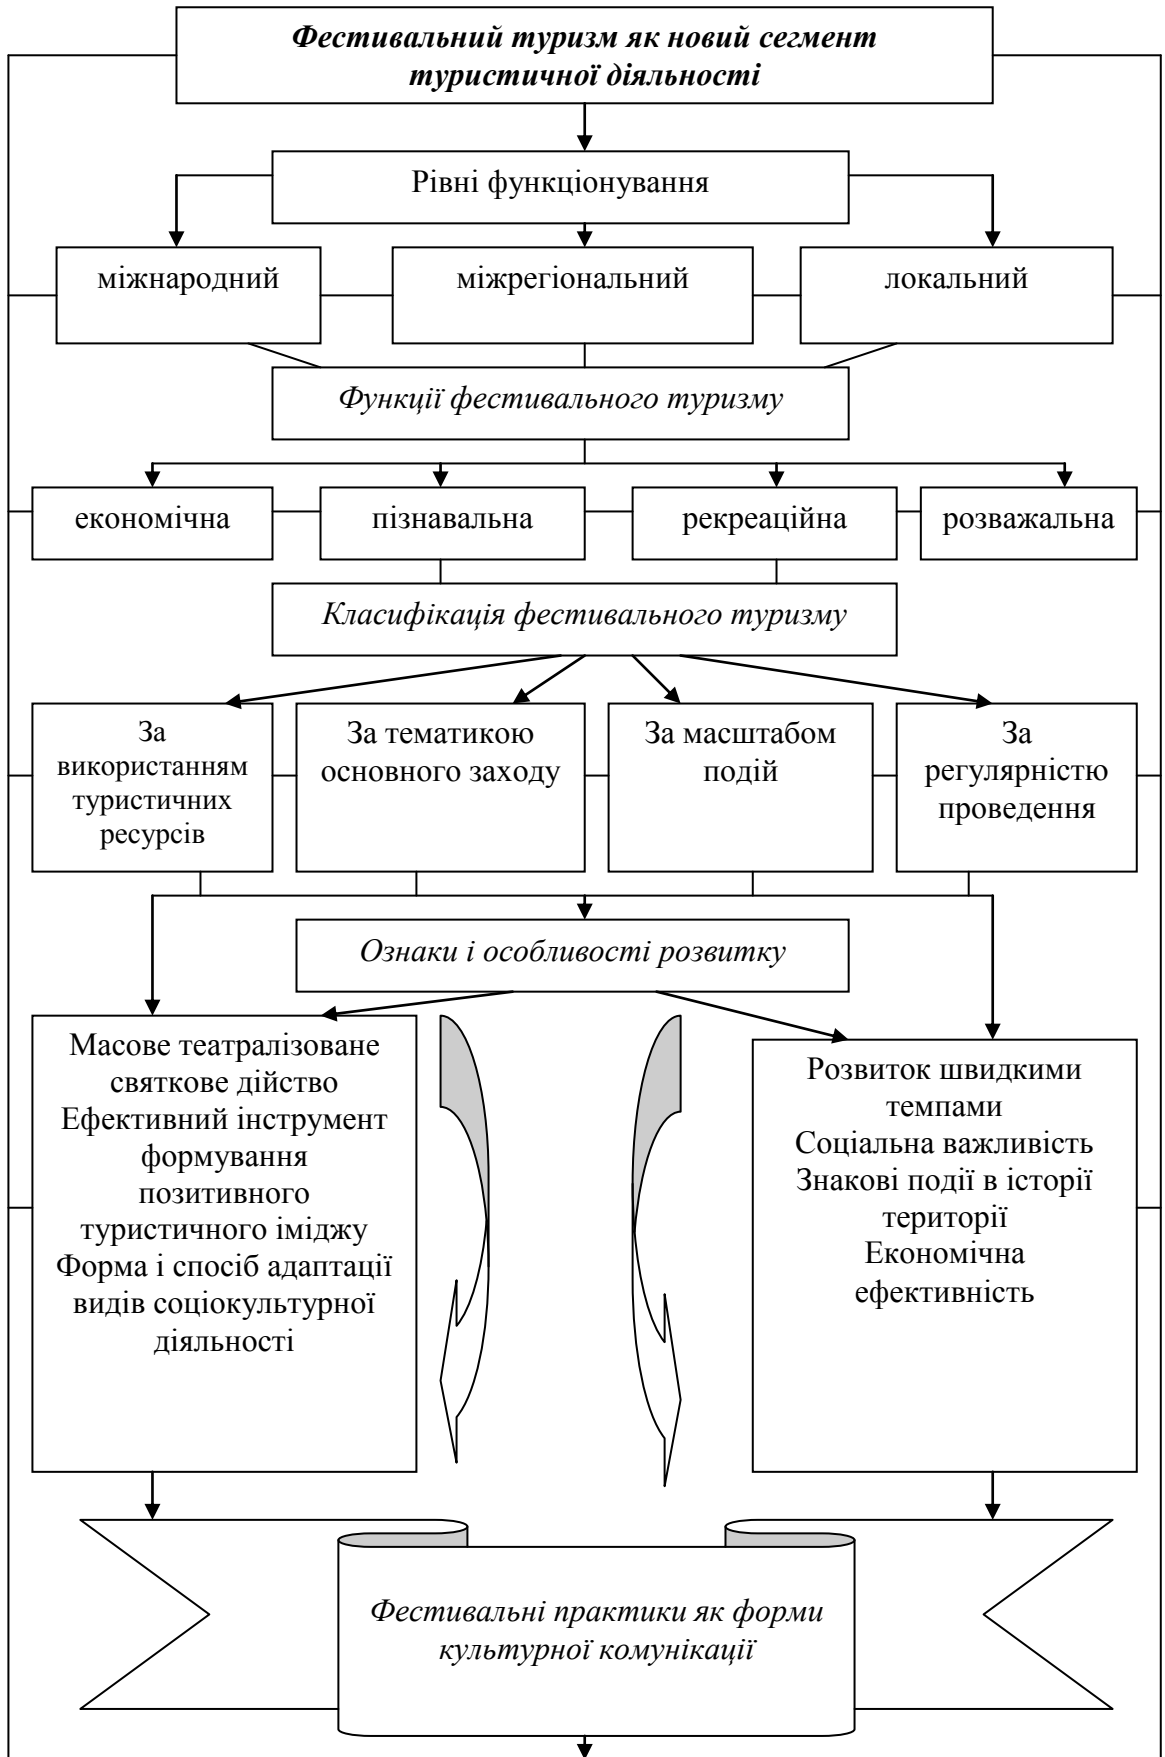 Фестивальний туризм як новий сегмент
туристичної діяльності
Рівні функціонування
міжнародний
міжрегіональний
локальний
Функції фестивального туризму
економічна
пізнавальна
рекреаційна
розважальна
Класифікація фестивального туризму
За
використанням
туристичних
ресурсів
За тематикою
основного заходу
За масштабом
подій
За
регулярністю
проведення
Ознаки і особливості розвитку
Масове театралізоване
святкове дійство
Ефективний інструмент
формування
позитивного
туристичного іміджу
Форма і спосіб адаптації
видів соціокультурної
діяльності
Розвиток швидкими
темпами
Соціальна важливість
Знакові події в історії
території
Економічна
ефективність
Фестивальні практики як форми
культурної комунікації